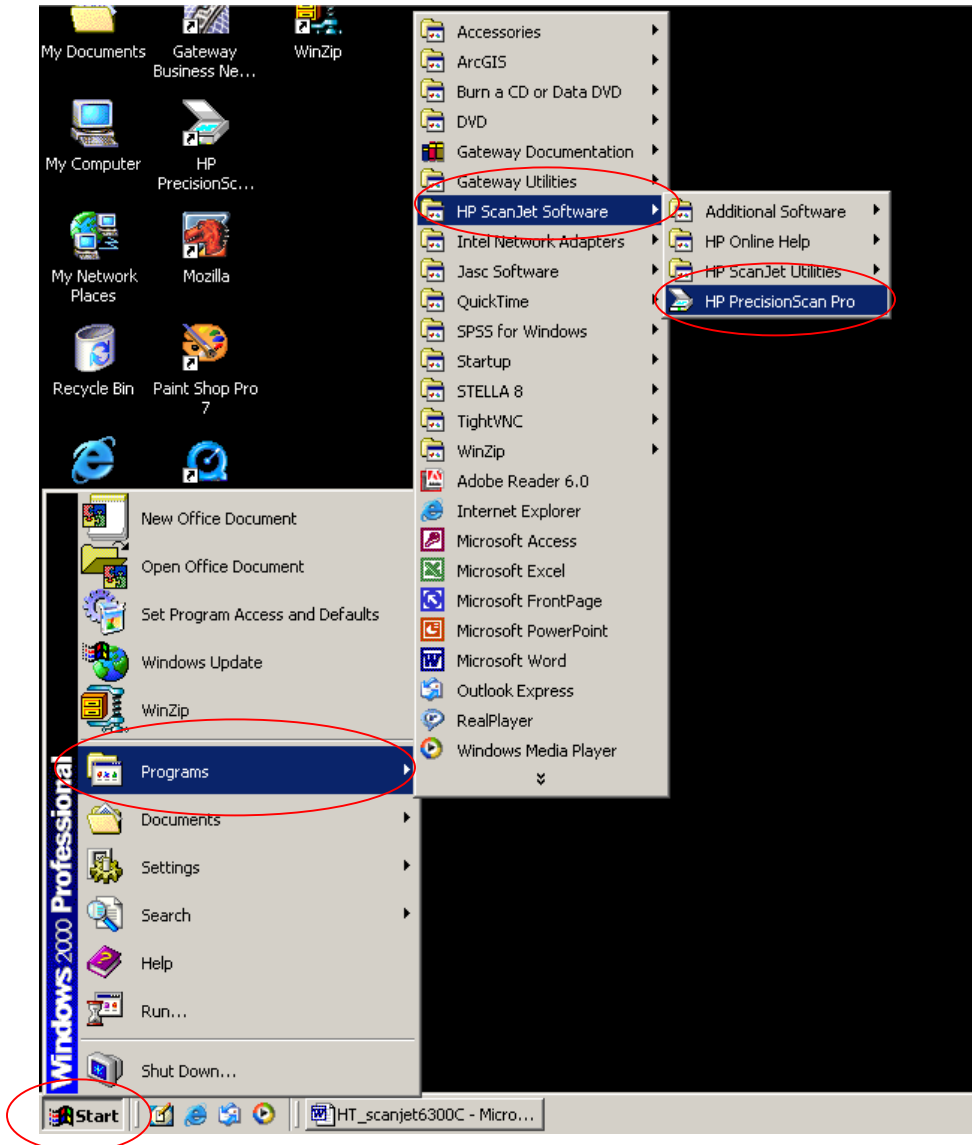 My Documents
Gateway
Business Ne...
WinZip
My Computer
HP
PrecisionSc...
My Network
Places
Mozilla
Recycle Bin
Paint Shop Pro
7
Accessories
ArcGIS
Burn a CD or Data DVD
DVD
Gateway Documentation
Gateway Utilities
HP ScanJet Software
Intel Network Adapters
Jasc Software
QuickTime
SPSS for Windows
Startup
STELLA 8
TightVNC
WinZip
Adobe Reader 6.0
Internet Explorer
Microsoft Access
Microsoft Excel
Microsoft FrontPage
Microsoft PowerPoint
Microsoft Word
Outlook Express
RealPlayer
Windows Media Player
Additional Software
HP Online Help
HP ScanJet Utilities
HP PrecisionScan Pro
New Office Document
Open Office Document
Set Program Access and Defaults
Windows Update
WinZip
Programs
Documents
Settings
Search
Help
Run...
Shut Down...
Windows 2000 Professional
Start
HT_scanjet6300C - Micro...